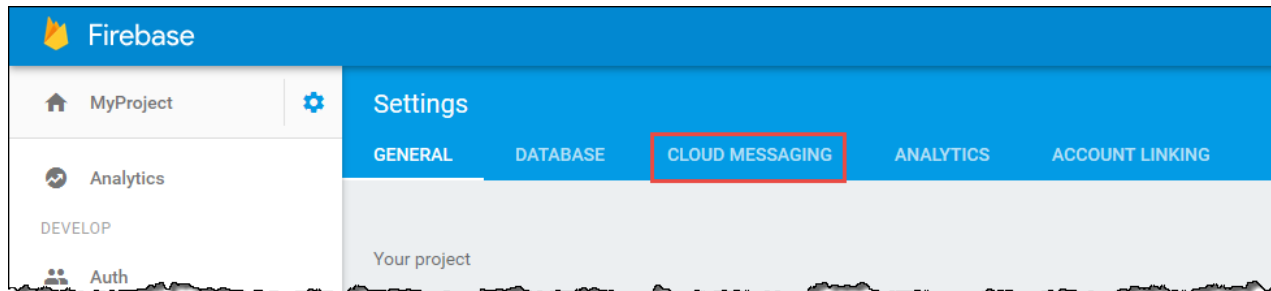 Firebase
MyProject
Settings
GENERAL DATABASE CLOUD MESSAGING ANALYTICS ACCOUNT LINKING
Analytics
DEVELOP
Your project
Auth